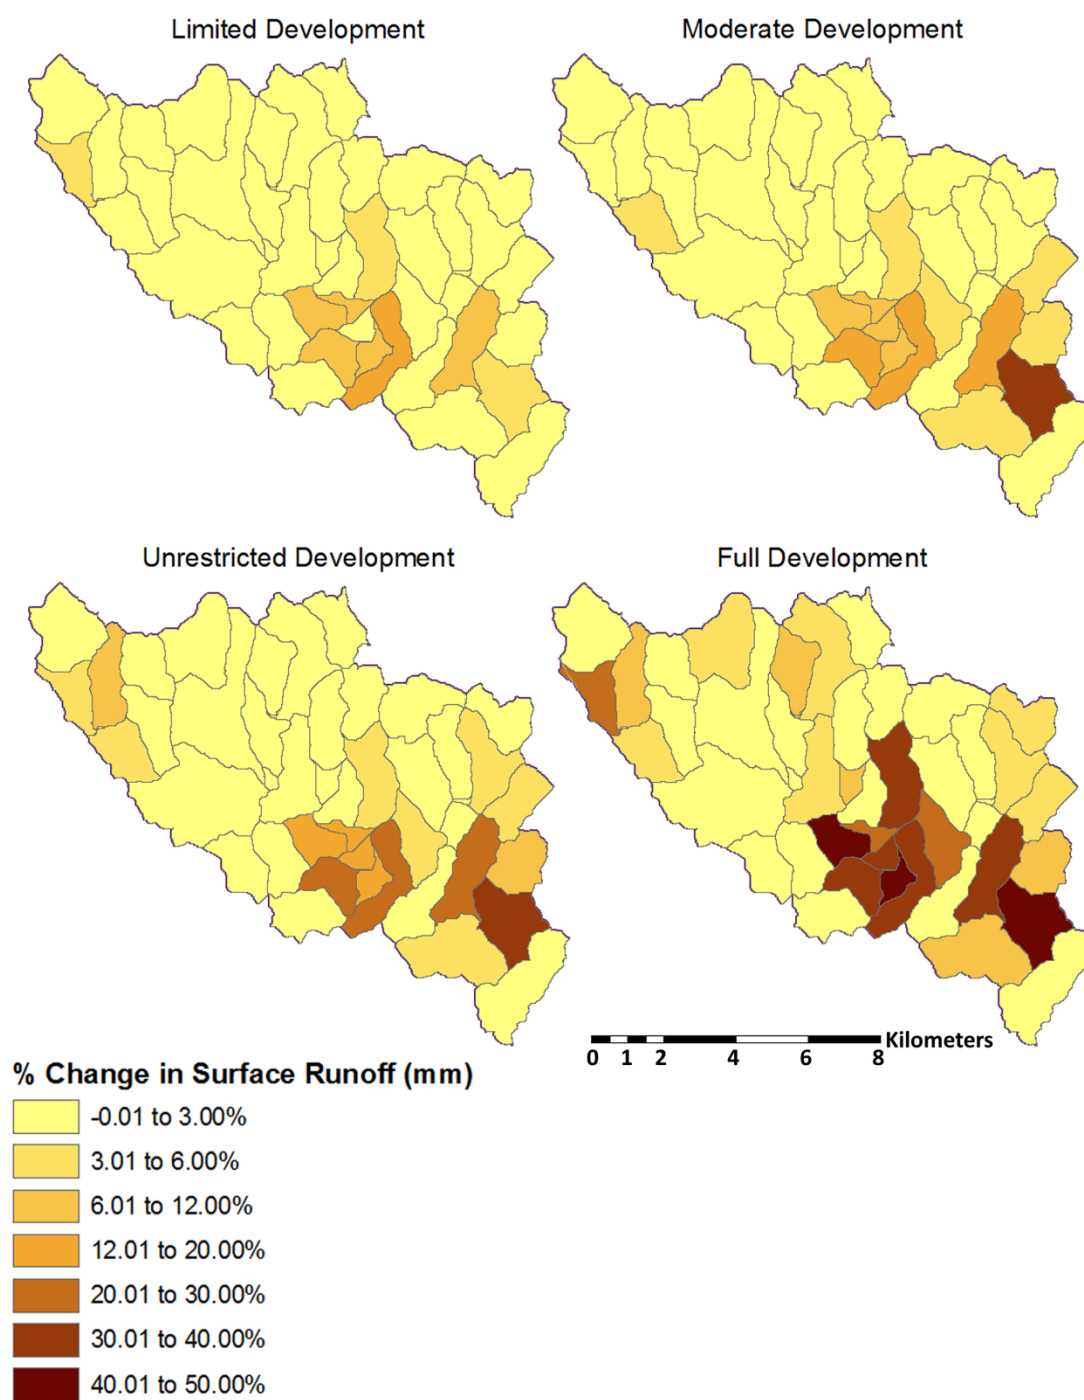 Limited Development
Moderate Development
Unrestricted Development
Full Development
Kilometers
0 1 2 4 6 8
% Change in Surface Runoff (mm)
-0.01 to 3.00%
3.01 to 6.00%
6.01 to 12.00%
12.01 to 20.00%
20.01 to 30.00%
30.01 to 40.00%
40.01 to 50.00%